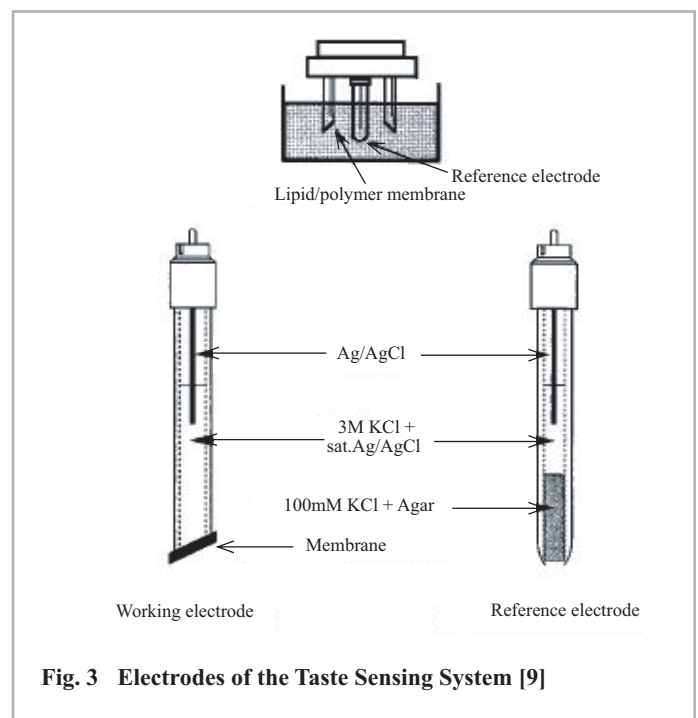 Reference electrode
Lipid/polymer membrane
Ag/AgCl
3M KCl +
sat.Ag/AgCl
100mM KCl + Agar
Membrane
Working electrode
Reference electrode
Fig. 3 Electrodes of the Taste Sensing System [9]